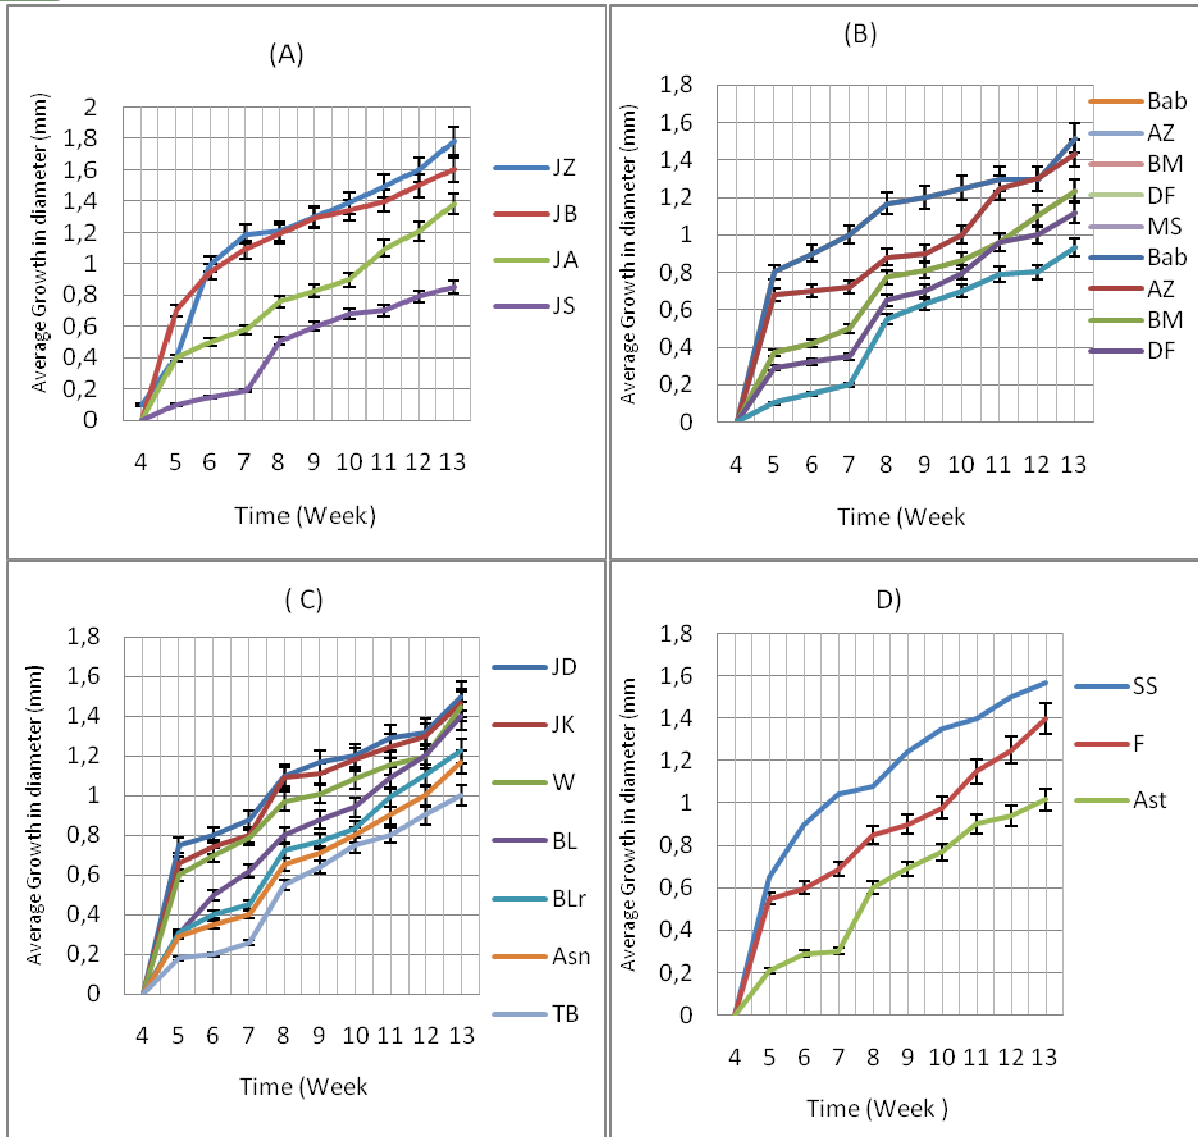 (A)
Average Growth in diameter (mm)
2
1,8
1,6
1,4
1,2
1
0,8
0,6
0,4
0,2
0
4 5 6 7 8 9 10 11 12 13
Time (Week)
JZ
JB
JA
JS
(B)
Average Growth in diameter (mm)
1,8
1,6
1,4
1,2
1
0,8
0,6
0,4
0,2
0
4 5 6 7 8 9 10 11 12 13
Time (Week
Bab
AZ
BM
DF
MS
Bab
AZ
BM
DF
( C)
Average Growth in diameter (mm)
1,8
1,6
1,4
1,2
1
0,8
0,6
0,4
0,2
0
4 5 6 7 8 9 10 11 12 13
Time (Week
JD
JK
W
BL
BLr
Asn
TB
D)
Average Growth in diameter (mm
1,8
1,6
1,4
1,2
1
0,8
0,6
0,4
0,2
0
4 5 6 7 8 9 10 11 12 13
Time (Week )
SS
F
Ast